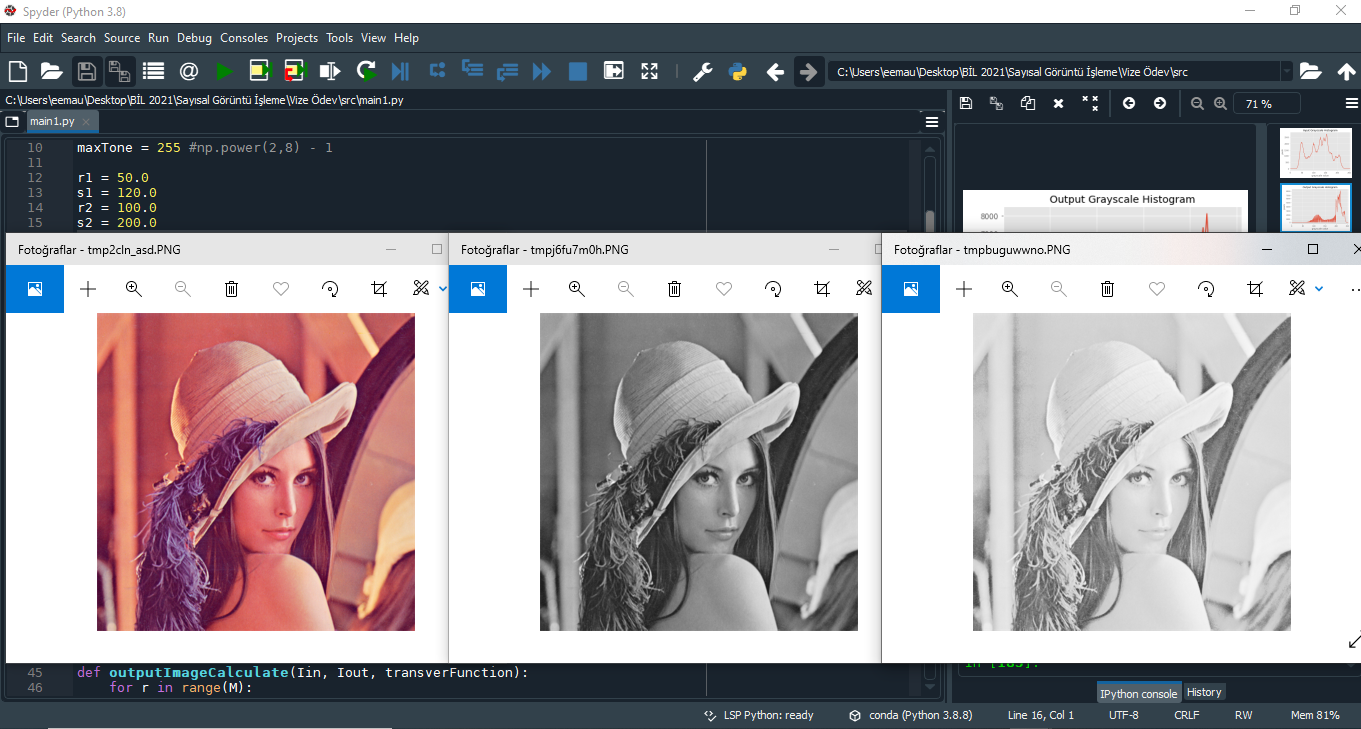 Spyder (Python 3.8)
File Edit Search Source Run Debug Consoles Projects Tools View Help
C:\Users\eemau\Desktop\BİL 2021\Sayısal Görüntü İşleme\Vize Ödev\src
C:\Users\eemau\Desktop\BİL 2021\Sayısal Görüntü İşleme\Vize Ödev\src\main1.py
main1.py
71 %
10 maxTone = 255 #np.power(2,8) - 1
11
12 r1 = 50.0
13 s1 = 120.0
14 r2 = 100.0
15 s2 = 200.0
Output Grayscale Histogram
8000
Fotoğraflar - tmp2cln_asd.PNG
Fotoğraflar - tmpj6fu7m0h.PNG
Fotoğraflar - tmpbuguwwno.PNG
45 def outputImageCalculate(Iin, Iout, transverFunction):
46 for r in range(M):
IPython console History
LSP Python: ready conda (Python 3.8.8) Line 16, Col 1 UTF-8 CRLF RW Mem 81%